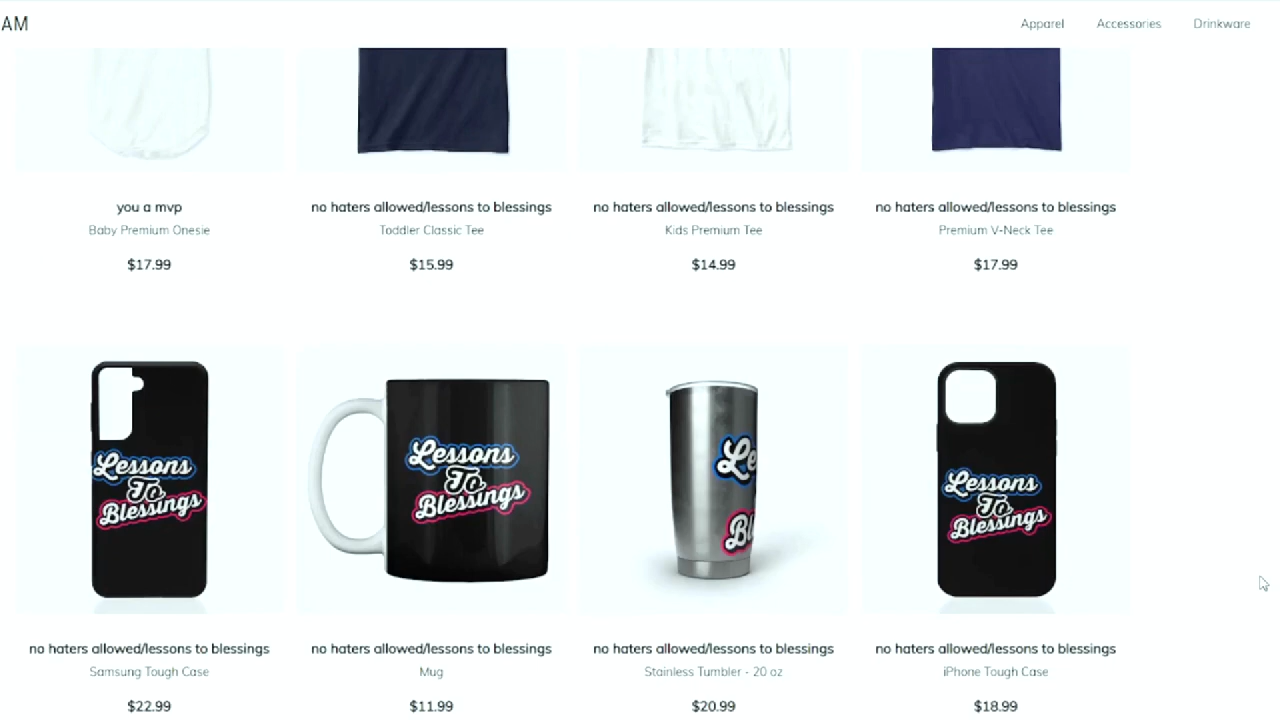 AM
Apparel
Accessories
Drinkware
you a mvp
Baby Premium Onesie
$17.99
no haters allowed/lessons to blessings
Toddler Classic Tee
$15.99
no haters allowed/lessons to blessings
Kids Premium Tee
$14.99
no haters allowed/lessons to blessings
Premium V-Neck Tee
$17.99
Lessons
To
Blessings
no haters allowed/lessons to blessings
Samsung Tough Case
$22.99
Lessons
To
Blessings
no haters allowed/lessons to blessings
Mug
$11.99
Le
Bl
no haters allowed/lessons to blessings
Stainless Tumbler - 20 oz
$20.99
Lessons
To
Blessings
no haters allowed/lessons to blessings
iPhone Tough Case
$18.99